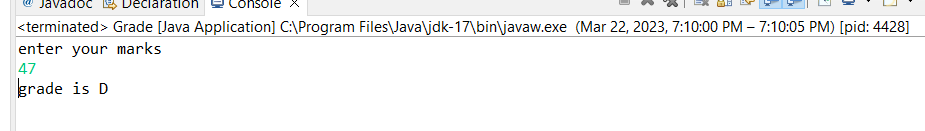 @ Javadoc Declaration Console ×
<terminated> Grade [Java Application] C:\Program Files\Java\jdk-17\bin\javaw.exe (Mar 22, 2023, 7:10:00 PM – 7:10:05 PM) [pid: 4428]
enter your marks
47
grade is D